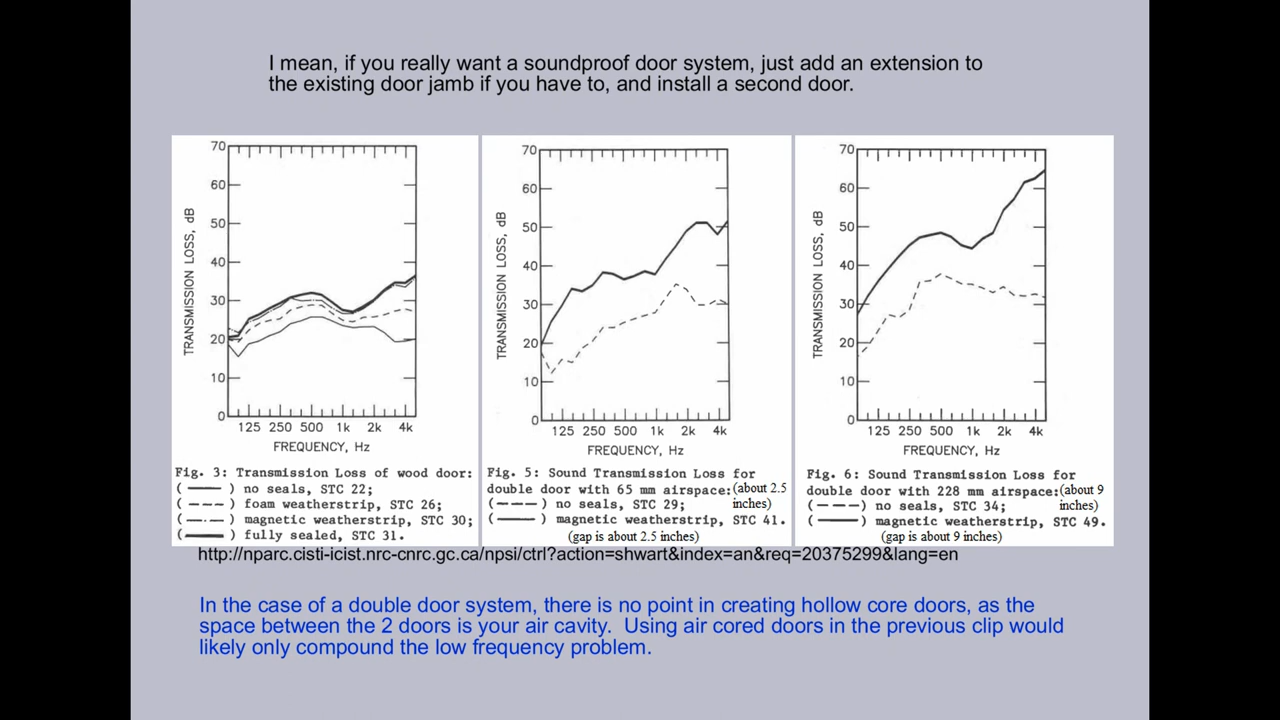 I mean, if you really want a soundproof door system, just add an extension to
the existing door jamb if you have to, and install a second door.
70
60
50
40
30
20
10
0
TRANSMISSION LOSS, dB
125 250 500 1k 2k 4k
FREQUENCY, Hz
Fig. 3: Transmission Loss of wood door:
( ) no seals, STC 22;
( ) foam weatherstrip, STC 26;
( ) magnetic weatherstrip, STC 30;
( ) fully sealed, STC 31.
70
60
50
40
30
20
10
0
TRANSMISSION LOSS, dB
125 250 500 1k 2k 4k
FREQUENCY, Hz
Fig. 5: Sound Transmission Loss for
double door with 65 mm airspace: (about 2.5
inches)
( ) no seals, STC 29;
( ) magnetic weatherstrip, STC 41.
(gap is about 2.5 inches)
70
60
50
40
30
20
10
0
TRANSMISSION LOSS, dB
125 250 500 1k 2k 4k
FREQUENCY, Hz
Fig. 6: Sound Transmission Loss for
double door with 228 mm airspace: (about 9
inches)
( ) no seals, STC 34;
( ) magnetic weatherstrip, STC 49.
(gap is about 9 inches)
http://nparc.cisti-icist.nrc-cnrc.gc.ca/npsi/ctrl?action=shwart&index=an&req=20375299&lang=en
In the case of a double door system, there is no point in creating hollow core doors, as the
space between the 2 doors is your air cavity.  Using air cored doors in the previous clip would
likely only compound the low frequency problem.